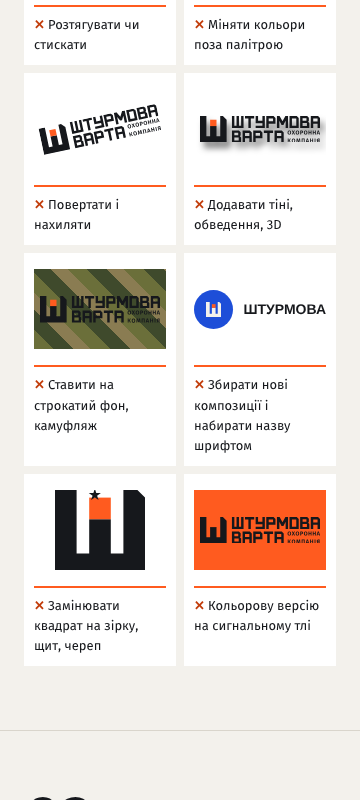 ✕ Розтягувати чи
стискати
✕ Міняти кольори
поза палітрою
ШТУРМОВА
ВАРТА ОХОРОННА
КОМПАНІЯ
✕ Повертати і
нахиляти
ШТУРМОВА
ВАРТА ОХОРОННА
КОМПАНІЯ
✕ Додавати тіні,
обведення, 3D
ШТУРМОВА
ВАРТА ОХОРОННА
КОМПАНІЯ
✕ Ставити на
строкатий фон,
камуфляж
ШТУРМОВА
✕ Збирати нові
композиції і
набирати назву
шрифтом
✕ Замінювати
квадрат на зірку,
щит, череп
ШТУРМОВА
ВАРТА ОХОРОННА
КОМПАНІЯ
✕ Кольорову версію
на сигнальному тлі